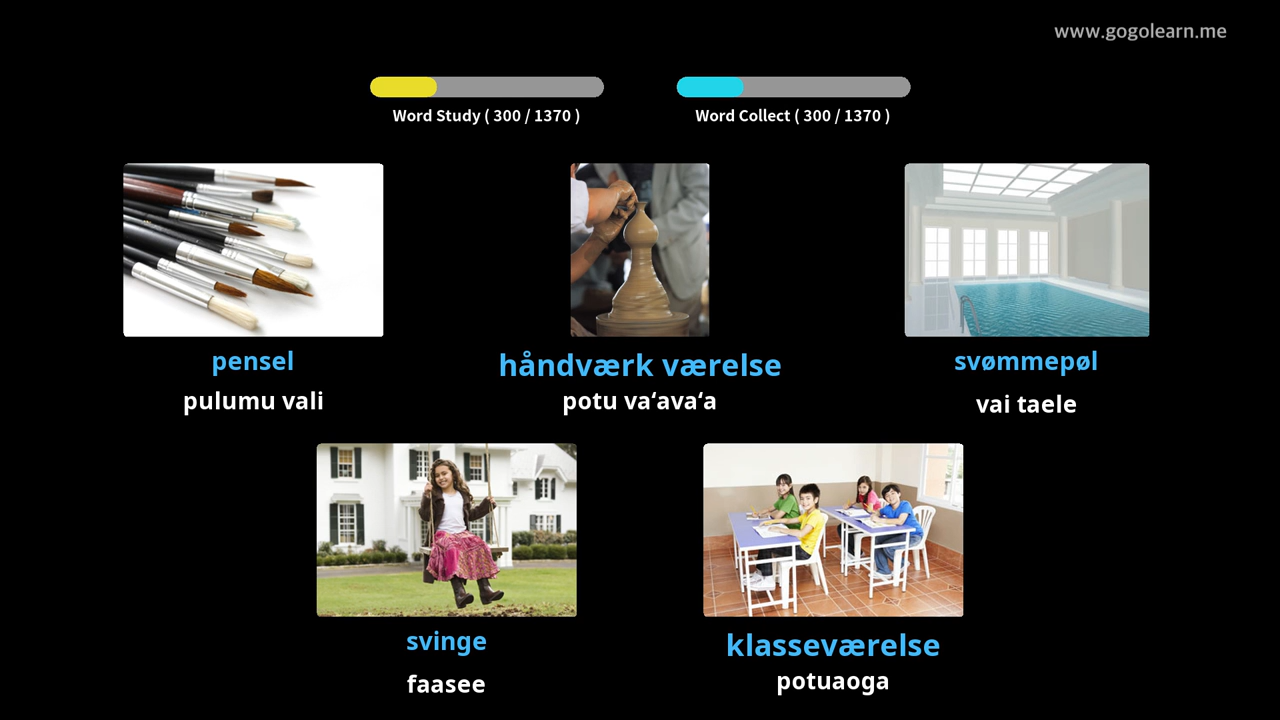 www.gogolearn.me
Word Study ( 300 / 1370 )
Word Collect ( 300 / 1370 )
pensel
pulumu vali
håndværk værelse
potu vaʻavaʻa
svømmepøl
vai taele
svinge
faasee
klasseværelse
potuaoga